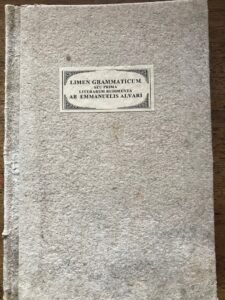 LIMEN GRAMMATICUM
SEU PRIMA
LITERARUM RUDIMENTA
AB EMMANUELIS ALVARI